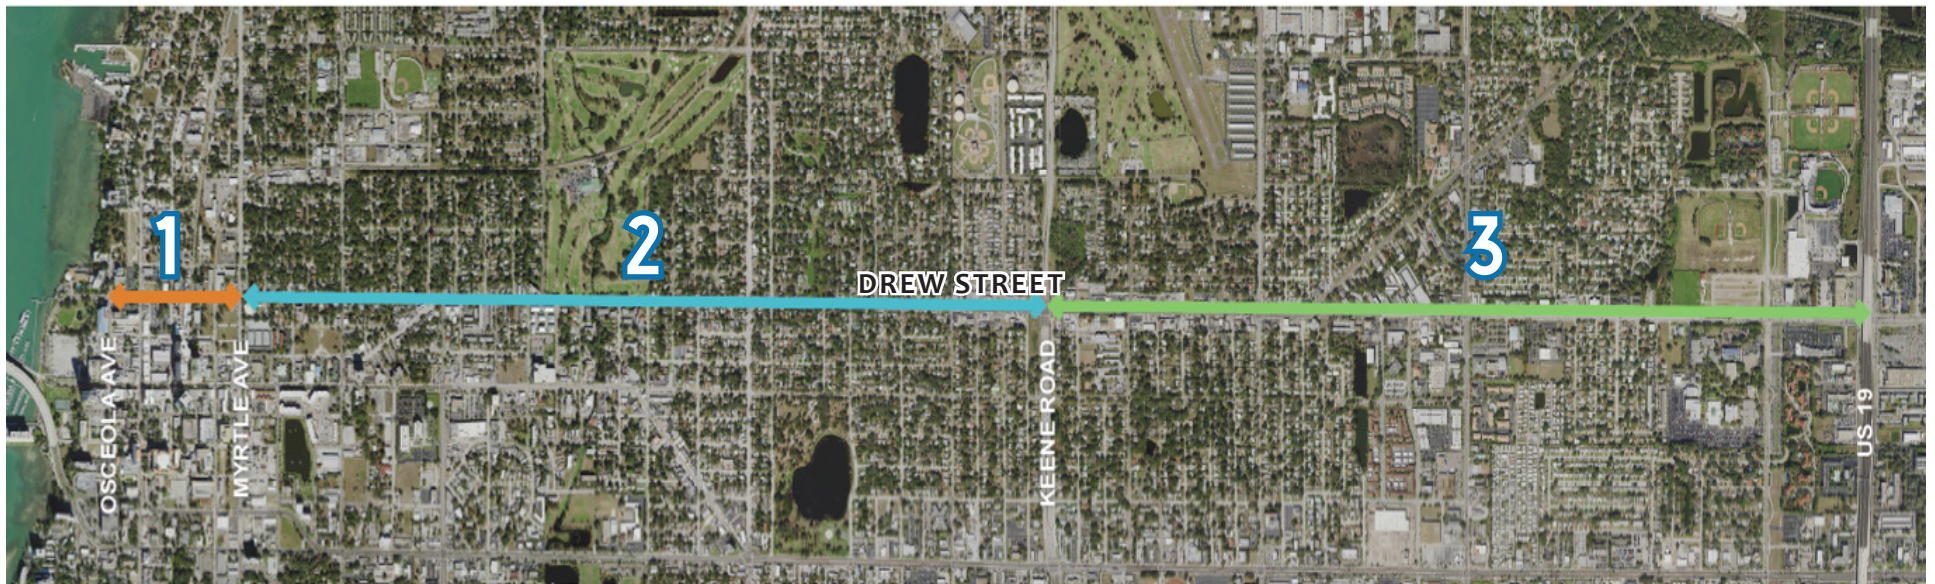 1
2
3
DREW STREET
OSCEOLA AVE
MYRTLE AVE
KEENE ROAD
US 19